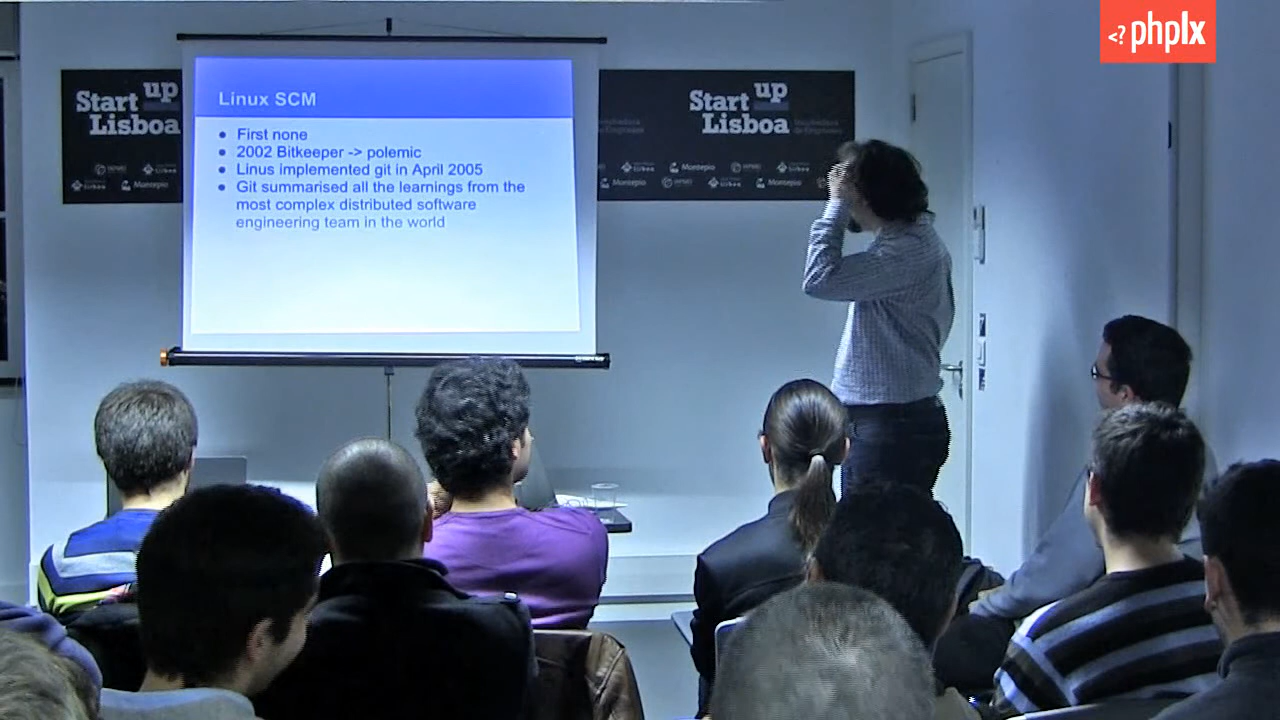 <? phplx
Start up
Lisboa
Start up
Lisboa
Montepio
Montepio
Montepio
Montepio
Linux SCM
● First none
● 2002 Bitkeeper -> polemic
● Linus implemented git in April 2005
● Git summarised all the learnings from the
most complex distributed software
engineering team in the world